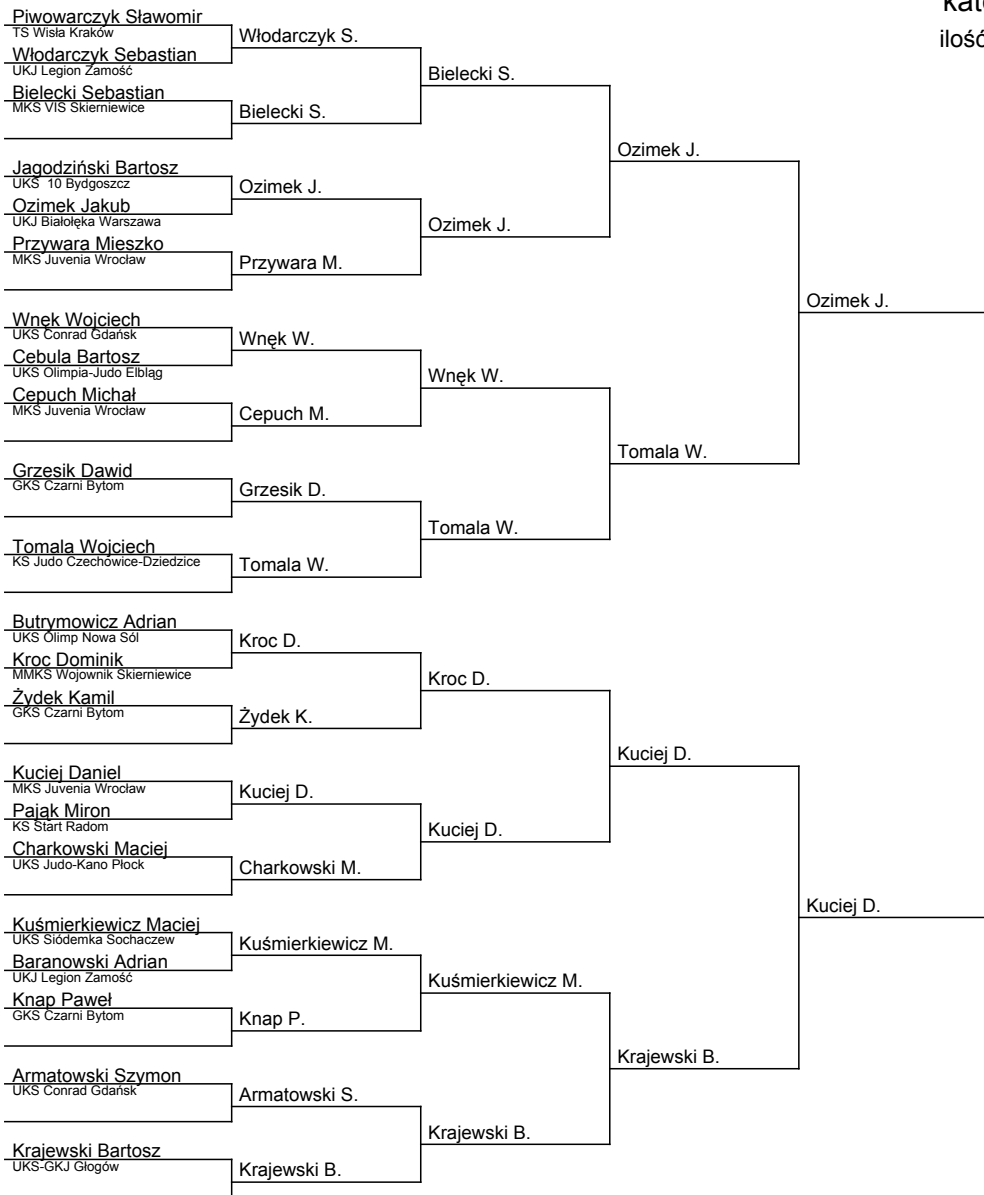 kat
ilość
Piwowarczyk Sławomir
TS Wisła Kraków
Włodarczyk Sebastian
UKJ Legion Zamość
Bielecki Sebastian
MKS VIS Skierniewice
Jagodziński Bartosz
UKS 10 Bydgoszcz
Ozimek Jakub
UKJ Białołęka Warszawa
Przywara Mieszko
MKS Juvenia Wrocław
Wnęk Wojciech
UKS Conrad Gdańsk
Cebula Bartosz
UKS Olimpia-Judo Elbląg
Cepuch Michał
MKS Juvenia Wrocław
Grzesik Dawid
GKS Czarni Bytom
Tomala Wojciech
KS Judo Czechowice-Dziedzice
Butrymowicz Adrian
UKS Olimp Nowa Sól
Kroc Dominik
MMKS Wojownik Skierniewice
Żydek Kamil
GKS Czarni Bytom
Kuciej Daniel
MKS Juvenia Wrocław
Pająk Miron
KS Start Radom
Charkowski Maciej
UKS Judo-Kano Płock
Kuśmierkiewicz Maciej
UKS Siódemka Sochaczew
Baranowski Adrian
UKJ Legion Zamość
Knap Paweł
GKS Czarni Bytom
Armatowski Szymon
UKS Conrad Gdańsk
Krajewski Bartosz
UKS-GKJ Głogów
Włodarczyk S.
Bielecki S.
Ozimek J.
Przywara M.
Wnęk W.
Cepuch M.
Grzesik D.
Tomala W.
Kroc D.
Żydek K.
Kuciej D.
Charkowski M.
Kuśmierkiewicz M.
Knap P.
Armatowski S.
Krajewski B.
Bielecki S.
Ozimek J.
Wnęk W.
Tomala W.
Kroc D.
Kuciej D.
Kuśmierkiewicz M.
Krajewski B.
Ozimek J.
Tomala W.
Kuciej D.
Krajewski B.
Ozimek J.
Kuciej D.